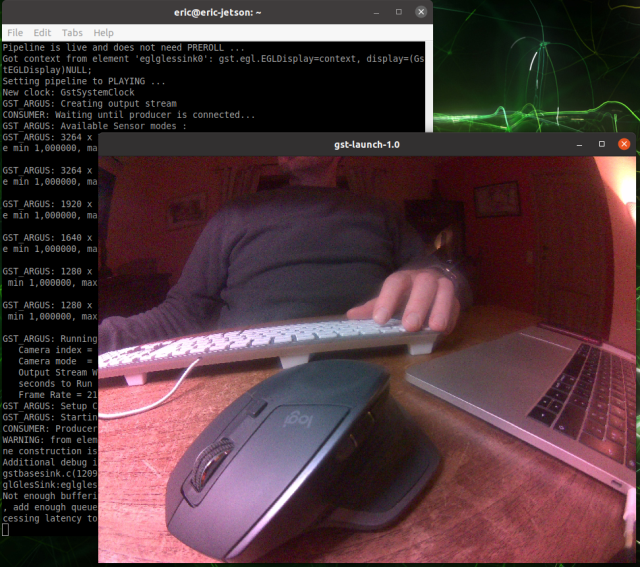 eric@eric-jetson: ~
File Edit Tabs Help
Pipeline is live and does not need PREROLL ...
Got context from element 'eglglessink0': gst.egl.EGLDisplay=context, display=(Gs
tEGLDisplay)NULL;
Setting pipeline to PLAYING ...
New clock: GstSystemClock
GST_ARGUS: Creating output stream
CONSUMER: Waiting until producer is connected...
GST_ARGUS: Available Sensor modes :
gst-launch-1.0
GST_ARGUS: 3264 x
e min 1,000000, ma
GST_ARGUS: 3264 x
e min 1,000000, ma
GST_ARGUS: 1920 x
e min 1,000000, ma
GST_ARGUS: 1640 x
e min 1,000000, ma
GST_ARGUS: 1280 x
min 1,000000, max
GST_ARGUS: 1280 x
min 1,000000, max
GST_ARGUS: Running
Camera index =
Camera mode =
Output Stream W
seconds to Run
Frame Rate = 21
GST_ARGUS: Setup C
GST_ARGUS: Startin
CONSUMER: Producer
WARNING: from elem
ne construction is
Additional debug i
gstbasesink.c(1209
glGlesSink:eglgles
Not enough bufferi
, add enough queue
cessing latency to
logi